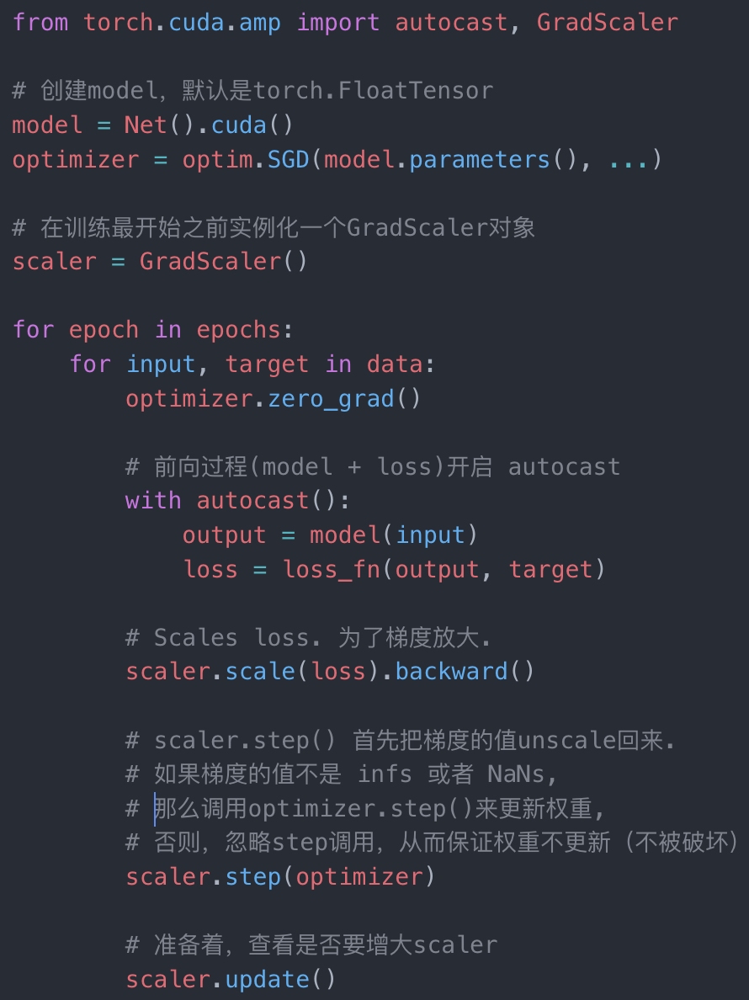 from torch.cuda.amp import autocast, GradScaler
# 创建model，默认是torch.FloatTensor
model = Net().cuda()
optimizer = optim.SGD(model.parameters(), ...)
# 在训练最开始之前实例化一个GradScaler对象
scaler = GradScaler()
for epoch in epochs:
    for input, target in data:
        optimizer.zero_grad()
        # 前向过程(model + loss)开启 autocast
        with autocast():
            output = model(input)
            loss = loss_fn(output, target)
        # Scales loss. 为了梯度放大.
        scaler.scale(loss).backward()
        # scaler.step() 首先把梯度的值unscale回来.
        # 如果梯度的值不是 infs 或者 NaNs,
        # 那么调用optimizer.step()来更新权重,
        # 否则，忽略step调用，从而保证权重不更新（不被破坏）
        scaler.step(optimizer)
        # 准备着，查看是否要增大scaler
        scaler.update()